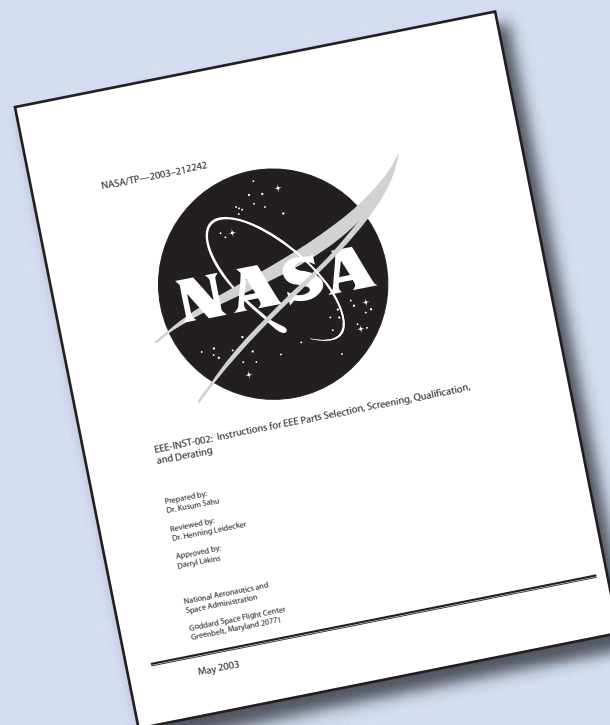 NASA/TP—2003–212242
NASA
EEE-INST-002: Instructions for EEE Parts Selection, Screening, Qualification,
and Derating
Prepared by:
Dr. Kusum Sahu
Reviewed by:
Dr. Henning Leidecker
Approved by:
Darryl Lakins
National Aeronautics and
Space Administration
Goddard Space Flight Center
Greenbelt, Maryland 20771
May 2003